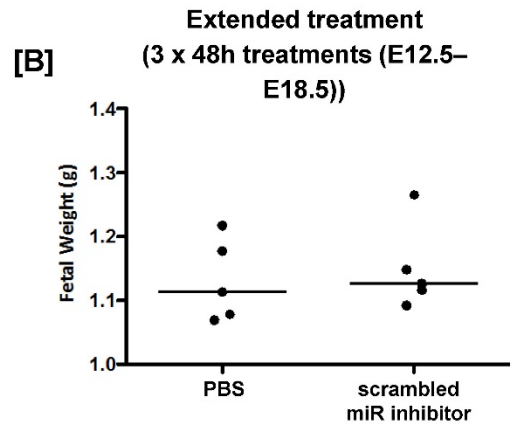 Extended treatment
(3 x 48h treatments (E12.5–
E18.5))
[B]
1.4
1.3
1.2
1.1
1.0
Fetal Weight (g)
PBS
scrambled
miR inhibitor